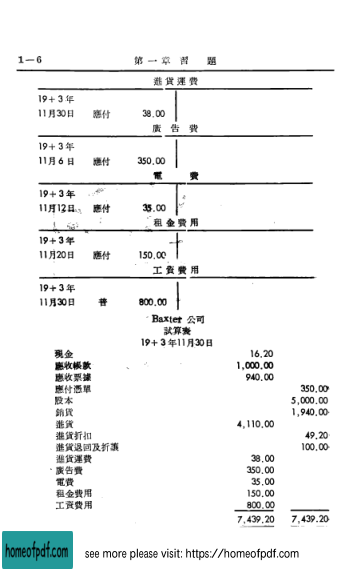 1－6 第一章習 題
進貨運費
19＋3年
11月30日 應付 38.00
廣告費
19＋3年
11月6日 應付 350.00
電 費
19＋3年
11月12日 應付 35.00
租金費用
19＋3年
11月20日 應付 150.00
工資費用
19＋3年
11月30日 普 800.00
Baxter 公司
試算表
19＋3年11月30日
現金 16.20
應收帳款 1,000.00
應收票據 940.00
應付憑單 350.00
股本 5,000.00
銷貨 1,940.00
進貨 4,110.00
進貨折扣 49.20
進貨退回及折讓 100.00
進貨運費 38.00
廣告費 350.00
電費 35.00
租金費用 150.00
工資費用 800.00
7,439.20 7,439.20
homeofpdf.com see more please visit: https://homeofpdf.com